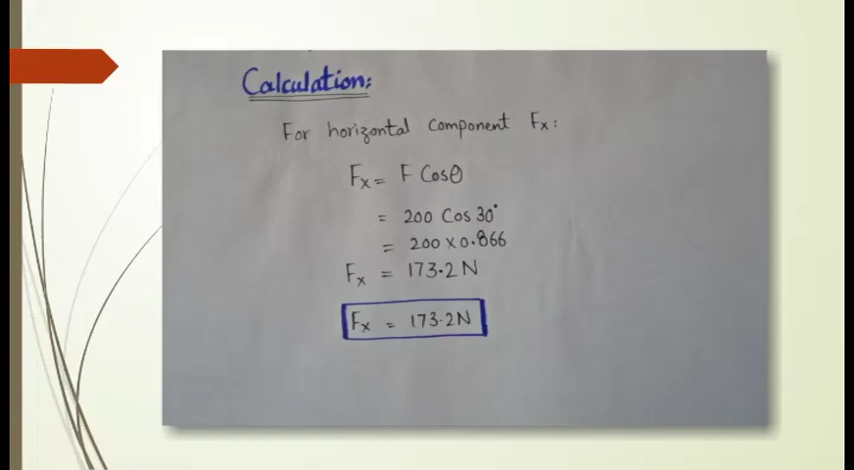 Calculation:
For horizontal component Fx:
Fx = F Cosθ
= 200 Cos 30°
= 200 × 0.866
Fx = 173.2 N
Fx = 173.2 N